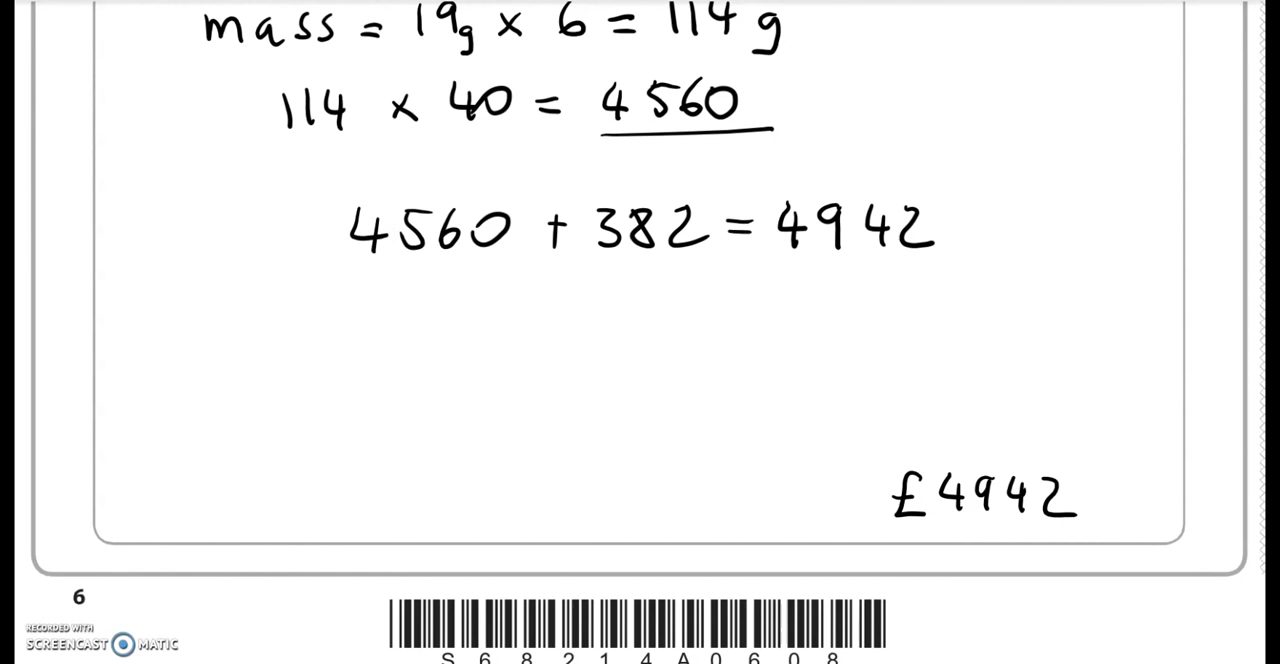 mass = 19g × 6 = 114g
114 × 40 = 4560
4560 + 382 = 4942
£4942
6
RECORDED WITH
SCREENCAST MATIC
S 6 8 2 1 4 A 0 6 0 8